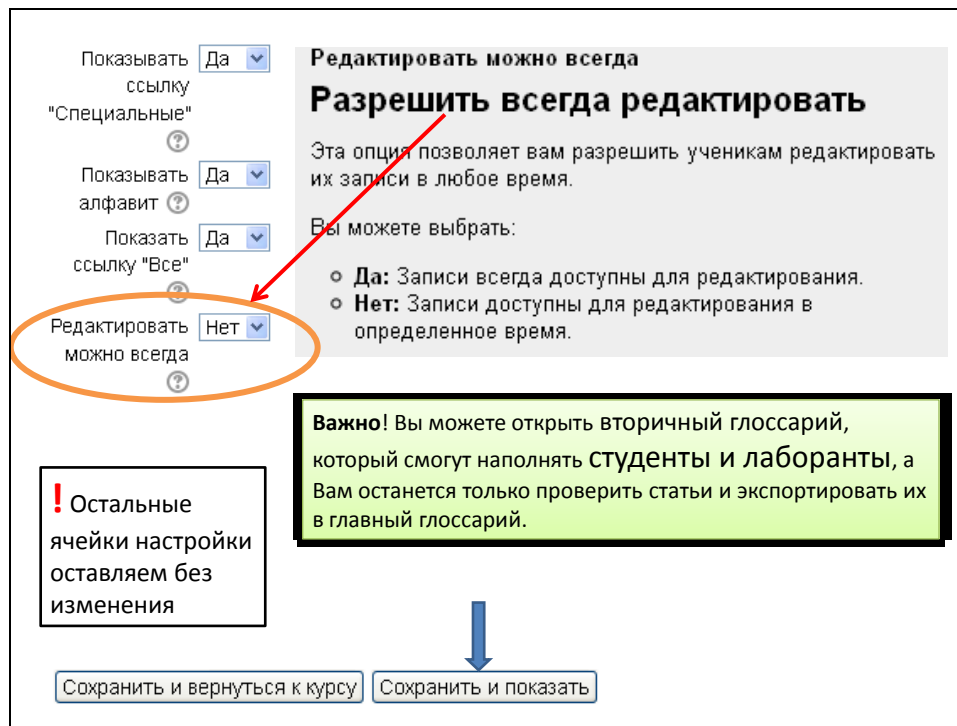 Показывать Да
ссылку
"Специальные"
Показывать Да
алфавит
Показать Да
ссылку "Все"
Редактировать Нет
можно всегда
Редактировать можно всегда
Разрешить всегда редактировать
Эта опция позволяет вам разрешить ученикам редактировать
их записи в любое время.
Вы можете выбрать:
Да: Записи всегда доступны для редактирования.
Нет: Записи доступны для редактирования в
определенное время.
Важно! Вы можете открыть вторичный глоссарий,
который смогут наполнять студенты и лаборанты, а
Вам останется только проверить статьи и экспортировать их
в главный глоссарий.
! Остальные
ячейки настройки
оставляем без
изменения
Сохранить и вернуться к курсу Сохранить и показать